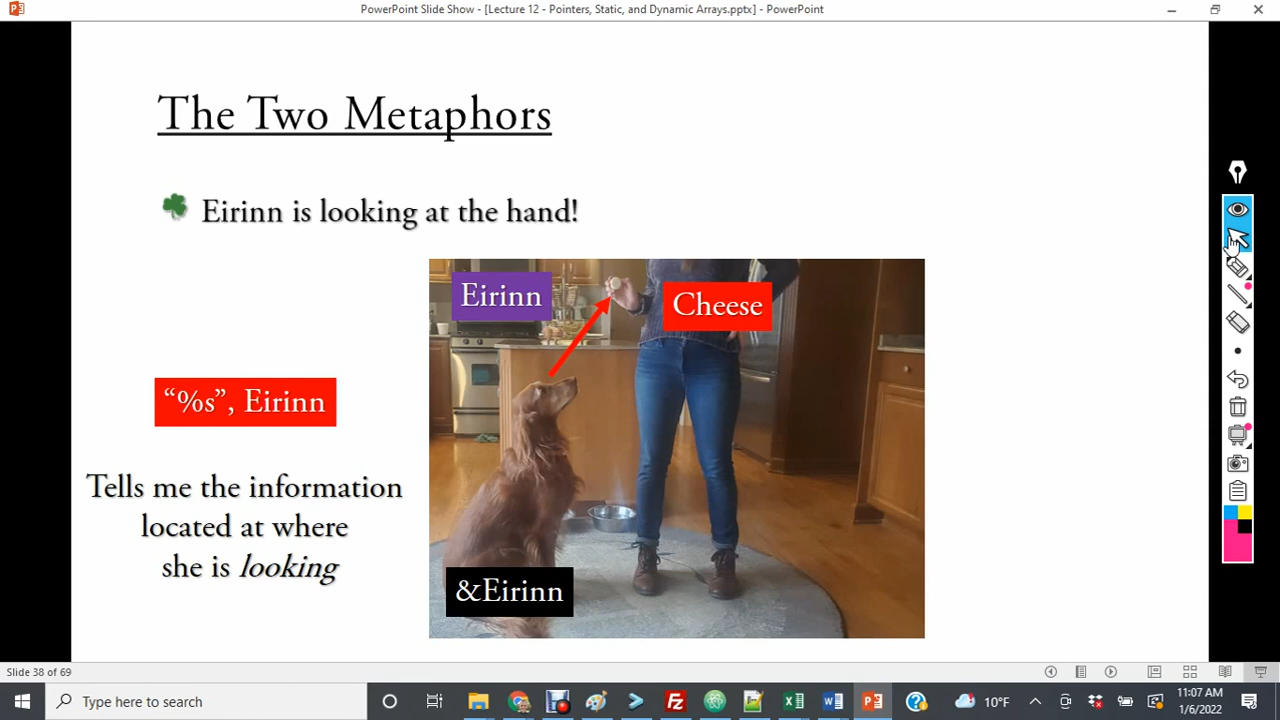 PowerPoint Slide Show - [Lecture 12 - Pointers, Static, and Dynamic Arrays.pptx] - PowerPoint
The Two Metaphors
Eirinn is looking at the hand!
Eirinn
Cheese
“%s”, Eirinn
Tells me the information
located at where
she is looking
&Eirinn
Slide 38 of 69
Type here to search
10°F
11:07 AM
1/6/2022